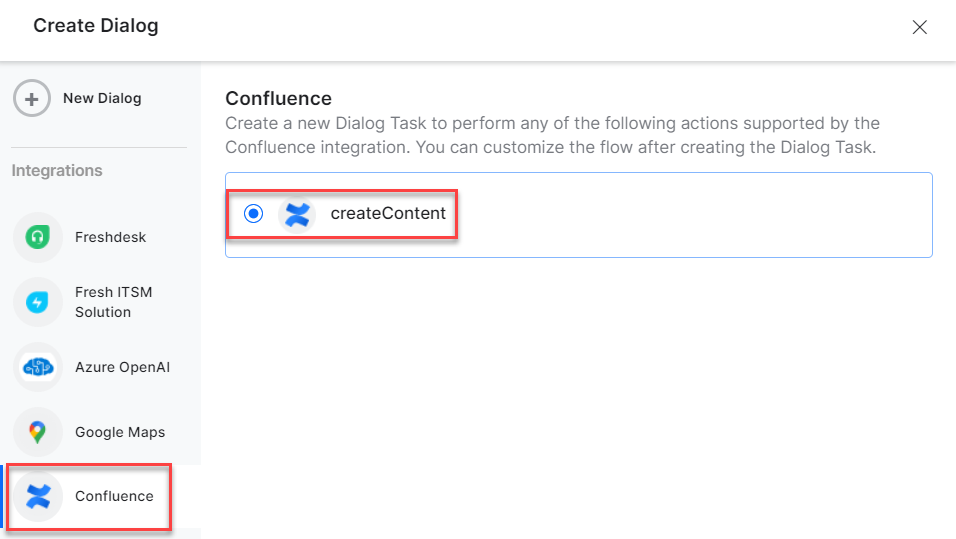 Create Dialog
New Dialog
Integrations
Freshdesk
Fresh ITSM
Solution
Azure OpenAI
Google Maps
Confluence
Confluence
Create a new Dialog Task to perform any of the following actions supported by the
Confluence integration. You can customize the flow after creating the Dialog Task.
createContent